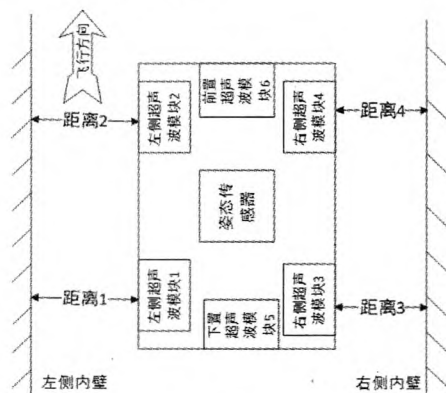 飞行方向
前置
超声
波模
块6
左侧超声
波模块2
右侧超声
波模块4
距离2
距离4
姿态传
感器
左侧超声
波模块1
右侧超声
波模块3
下置
超声
波模
块5
距离1
距离3
左侧内壁
右侧内壁